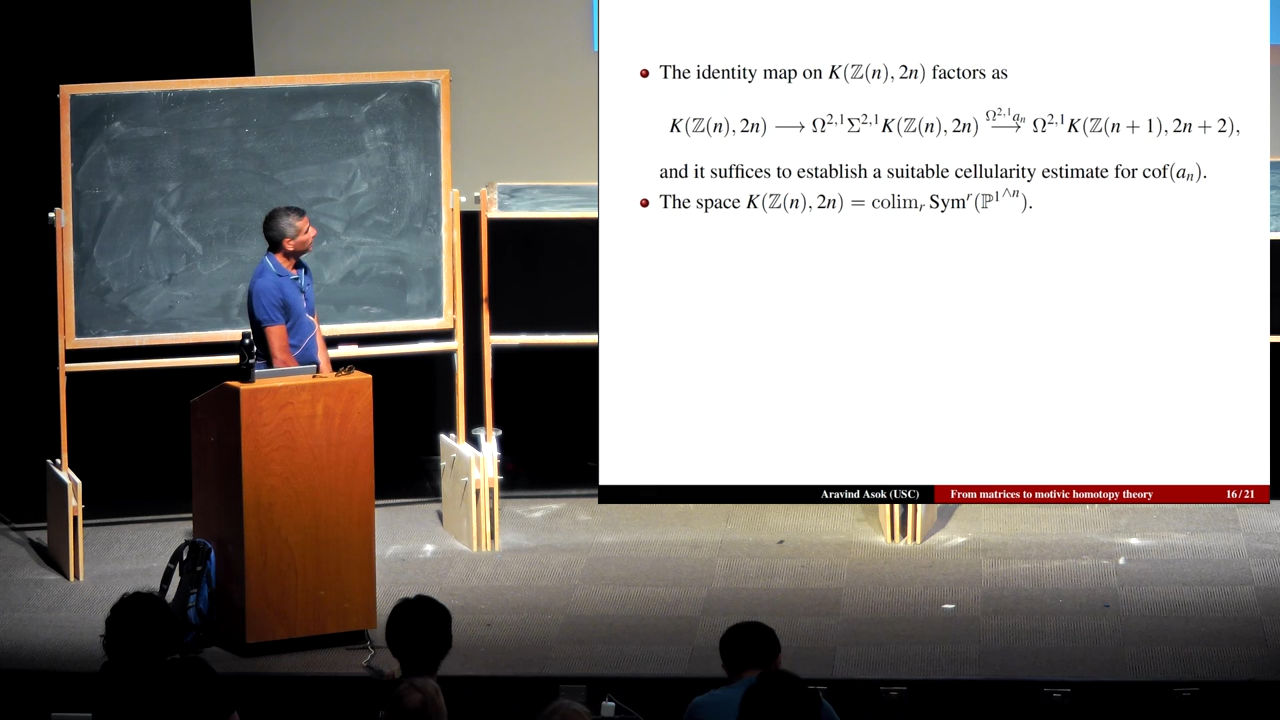 The identity map on K(ℤ(n), 2n) factors as
K(ℤ(n), 2n) ⟶ Ω^{2,1}Σ^{2,1}K(ℤ(n), 2n) \overset{Ω^{2,1}a_n}{⟶} Ω^{2,1}K(ℤ(n + 1), 2n + 2),
and it suffices to establish a suitable cellularity estimate for cof(a_n).
The space K(ℤ(n), 2n) = colim_r Sym^r(ℙ^{1∧n}).
Aravind Asok (USC) From matrices to motivic homotopy theory 16 / 21